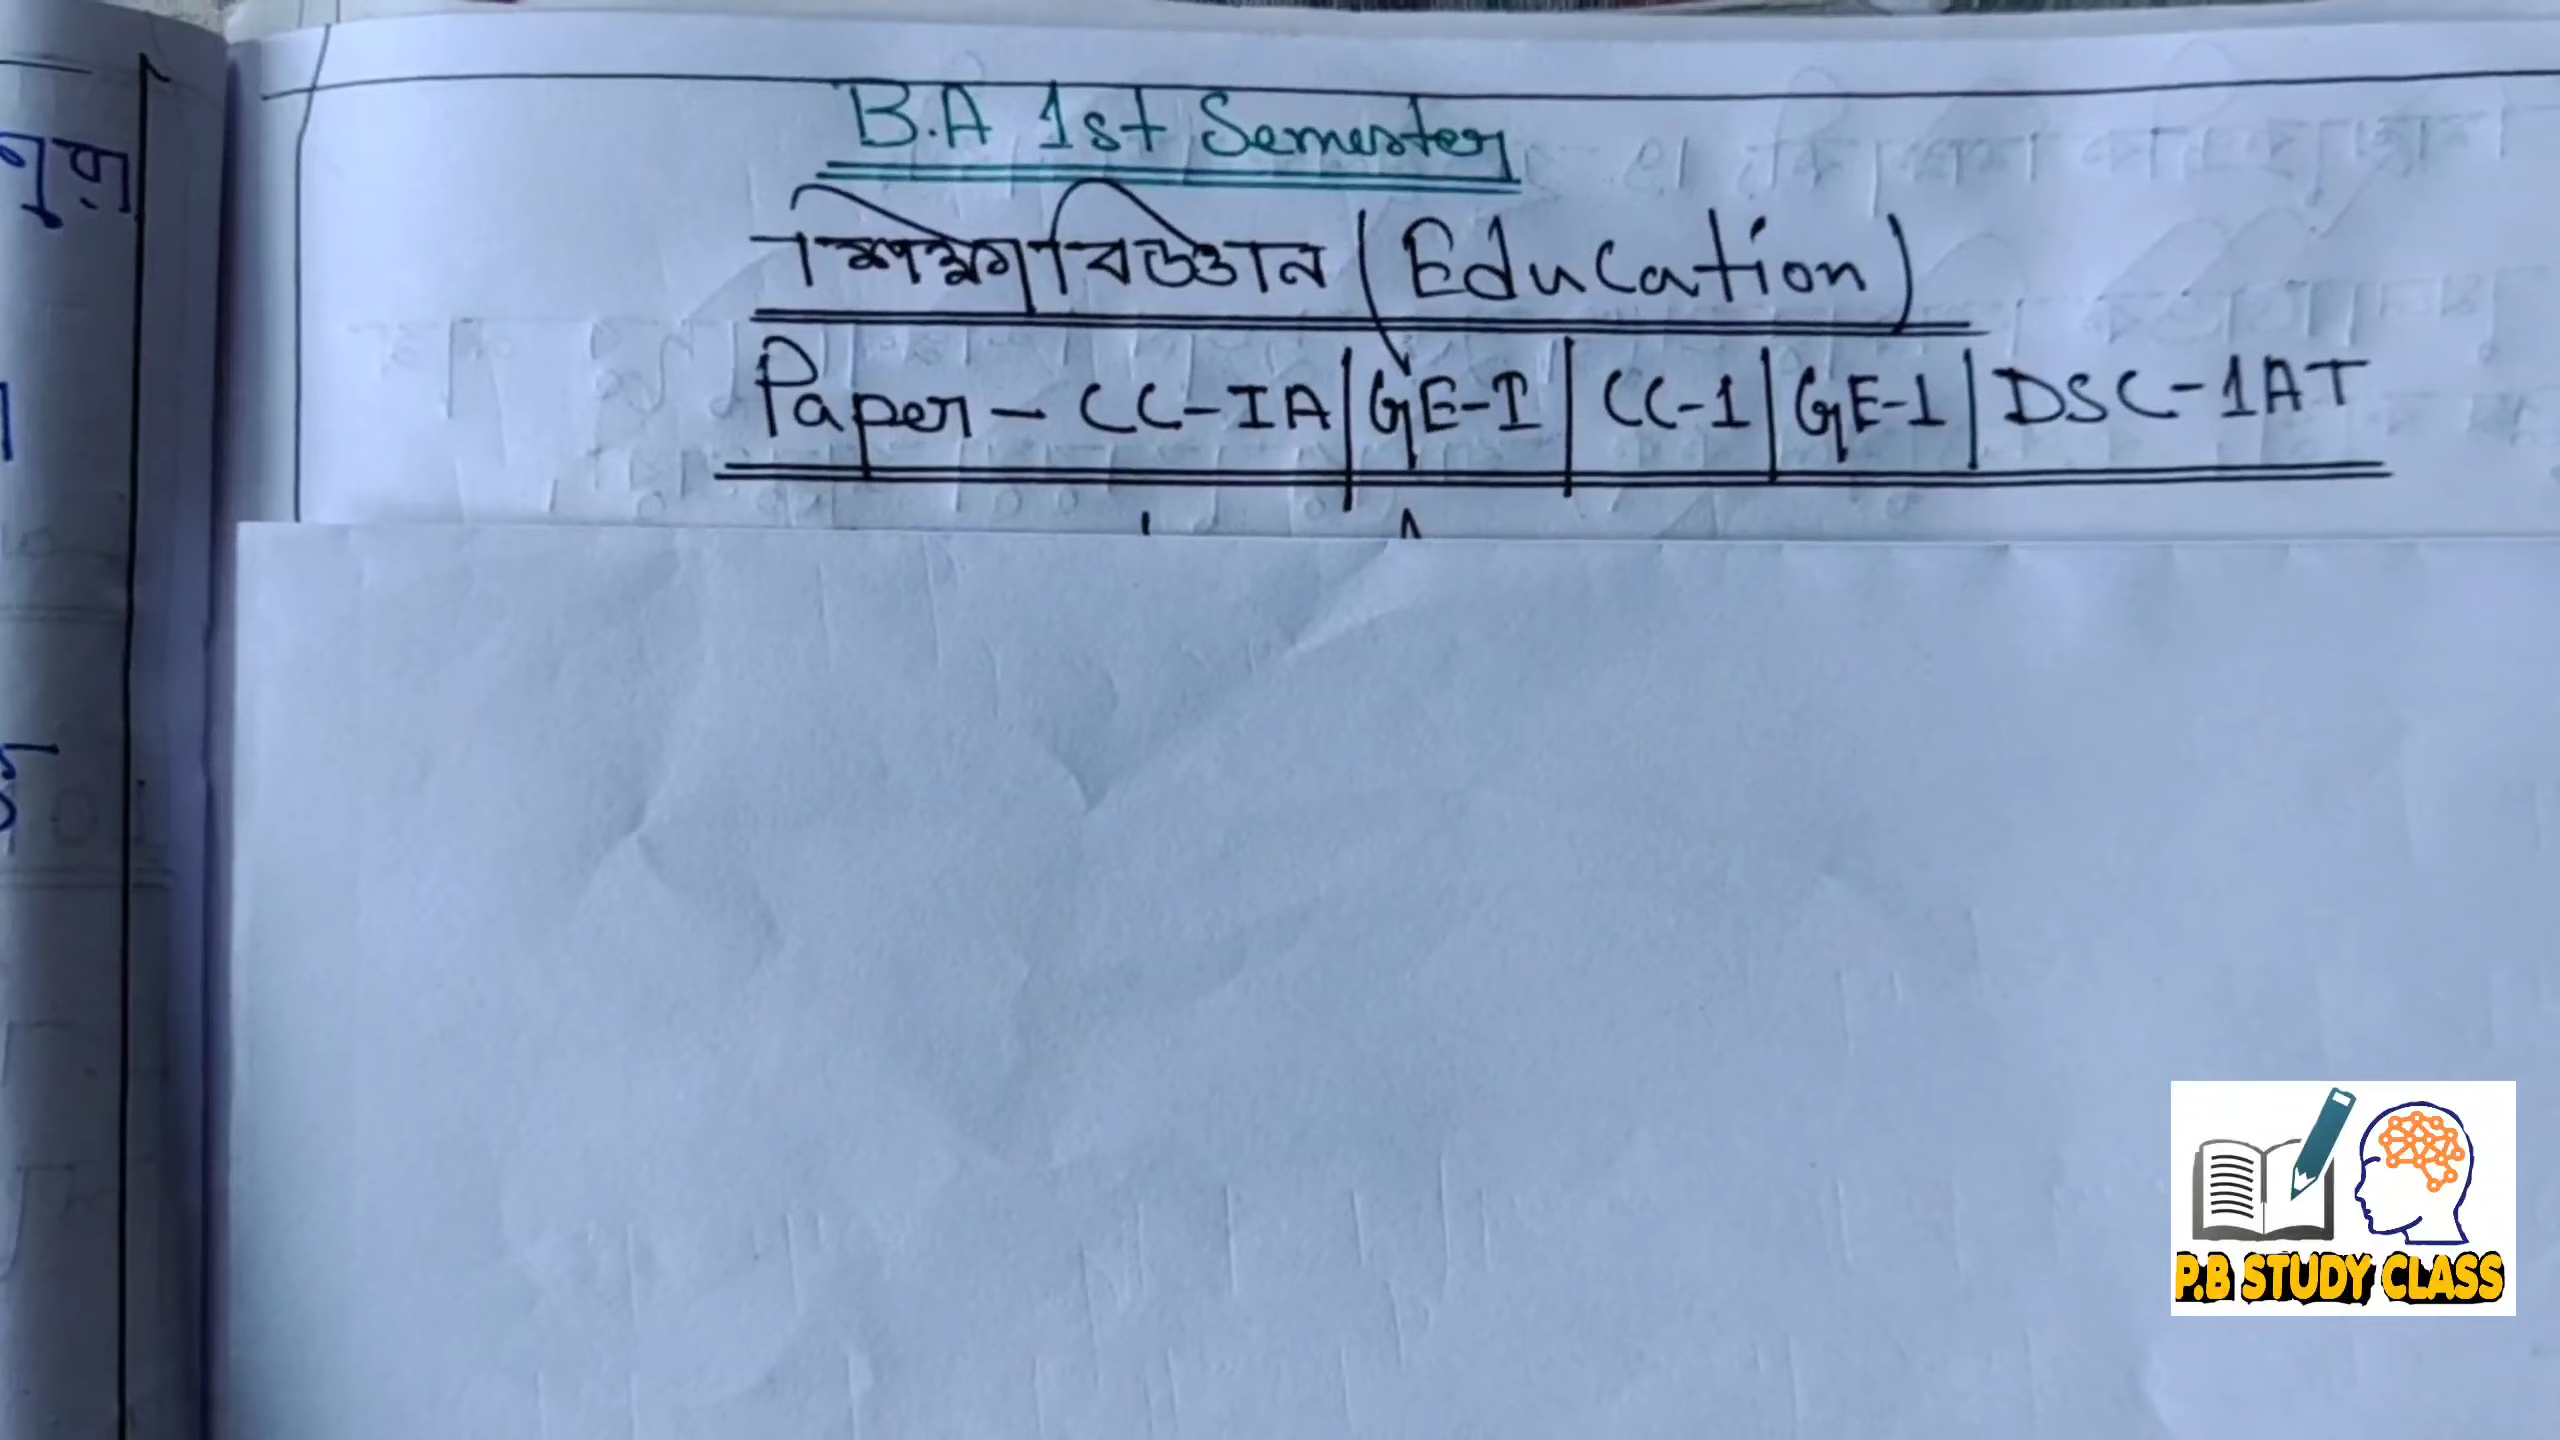 B.A 1st Semester
শিক্ষাবিজ্ঞান (Education)
Paper - CC-IA | GE-I | CC-1 | GE-1 | DSC-1AT
P.B STUDY CLASS